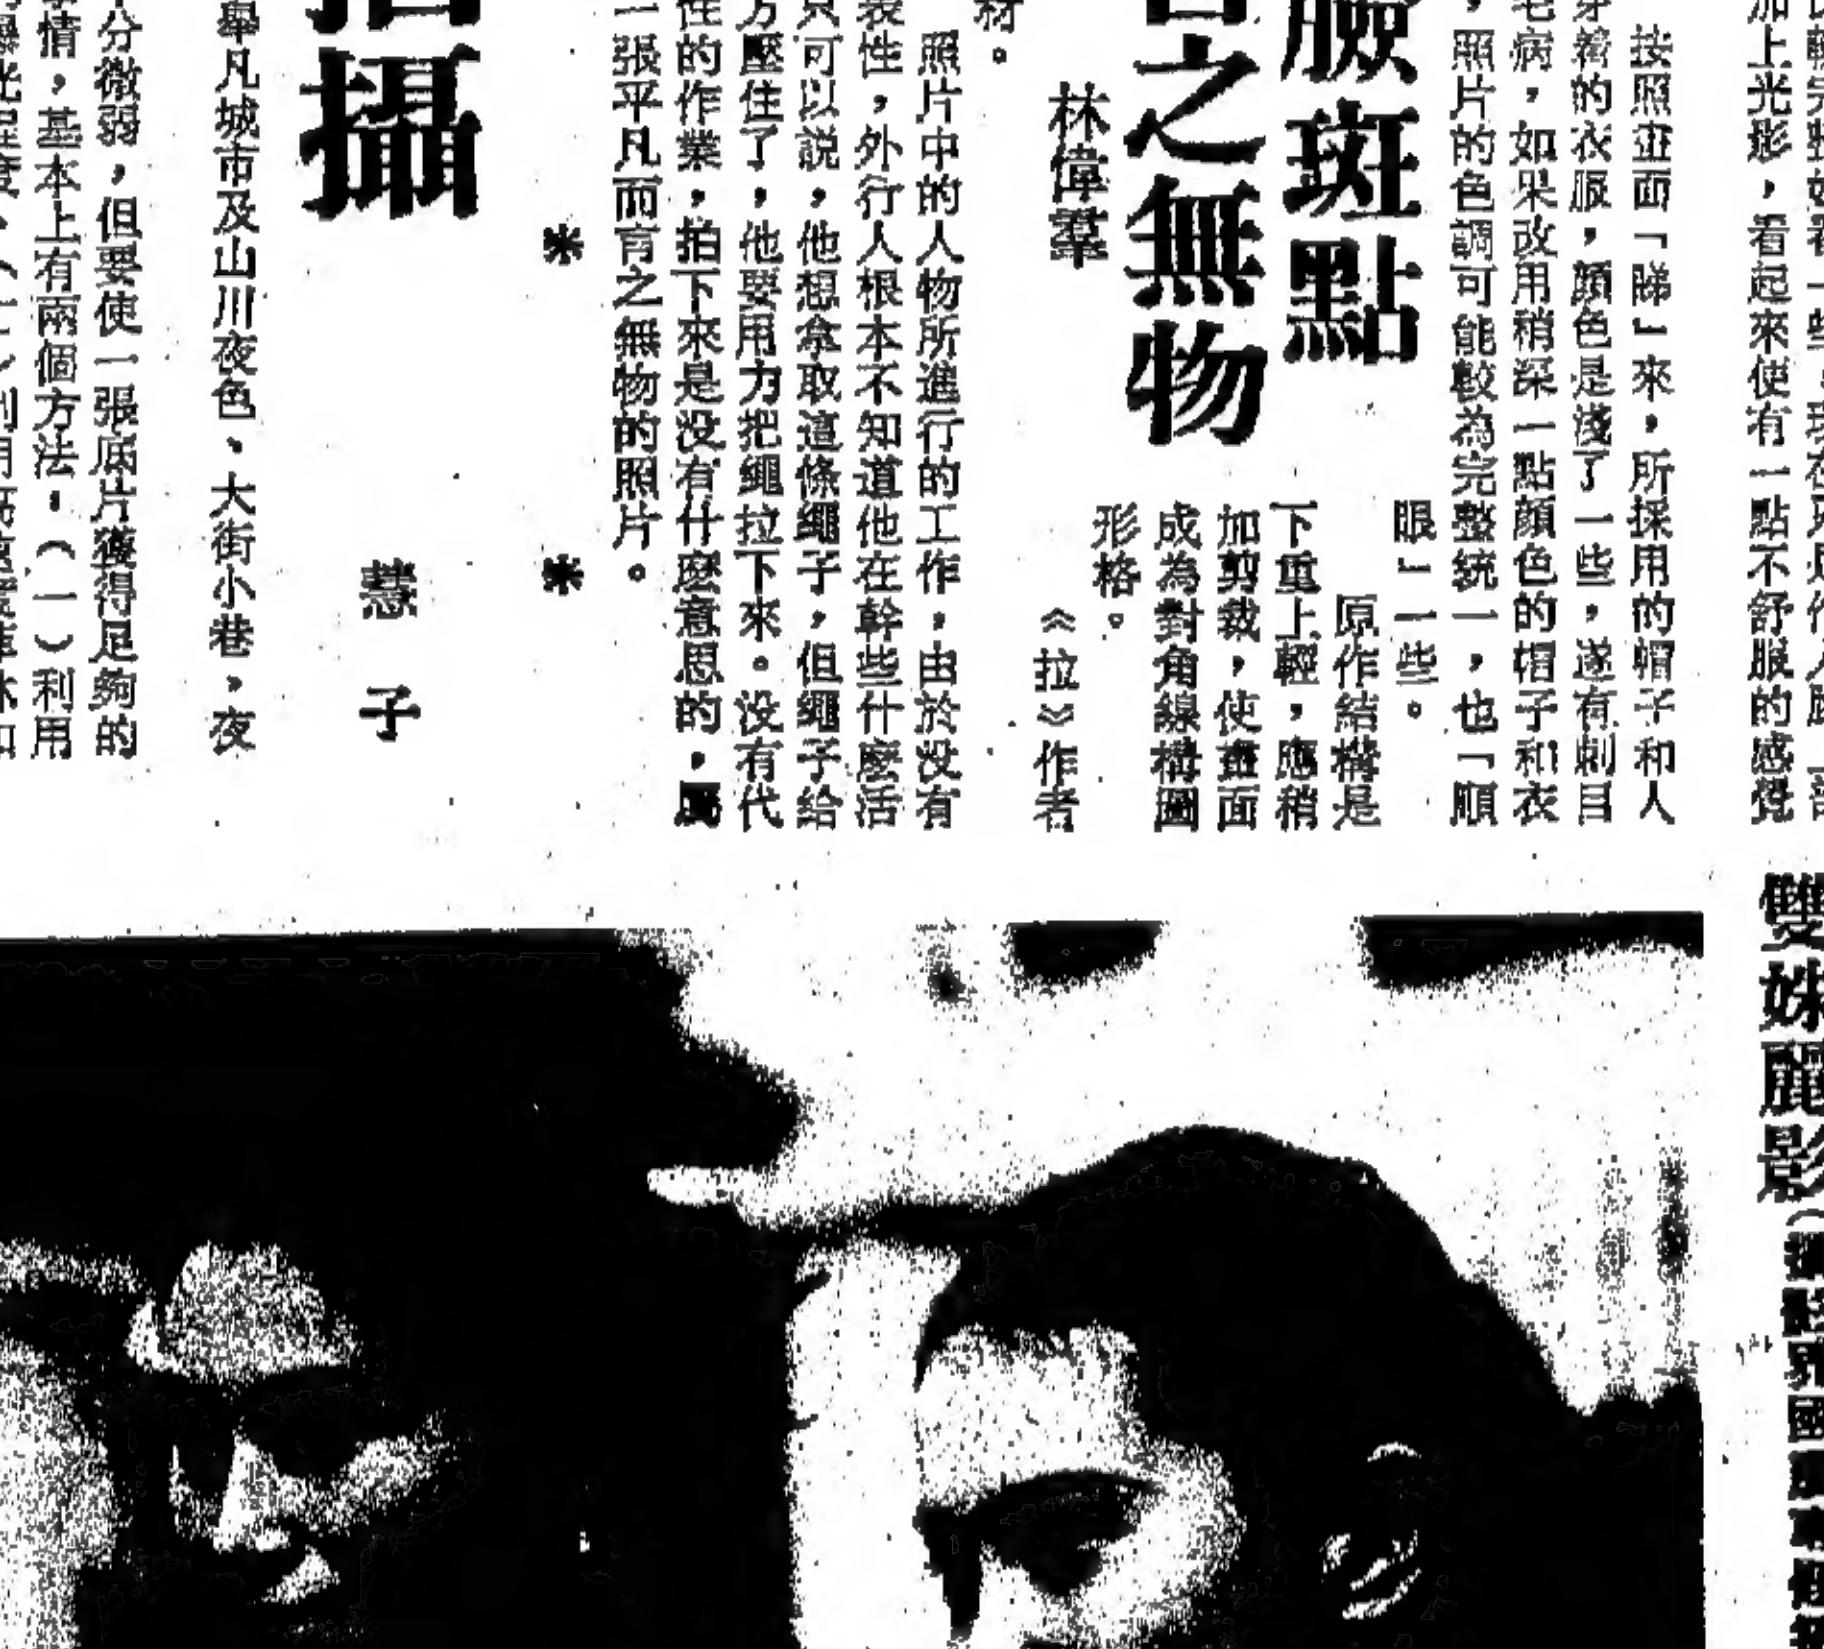 加上光影，看起來使有一點不舒服的感覺
按照畫面「睇」來，所採用的帽子和人
穿着的衣服，顏色是淺了一些，遂有刺目
毛病，如果改用稍深一點顏色的帽子和衣
，照片的色調可能較為完整統一，也「順
眼」一些。
臉斑點
之無物
林偉羣
原作結構是
下重上輕，應稍
加剪裁，使畫面
成為對角線構圖
形格。
《拉》作者
材。
照片中的人物所進行的工作，由於没有
表性，外行人根本不知道他在幹些什麼活
只可以説，他想拿取這條繩子，但繩子給
方壓住了，他要用力把繩拉下來。没有代
性的作業，拍下來是没有什麽意思的，屬
一張平凡而言之無物的照片。
＊ ＊
拍攝
慧子
舉凡城市及山川夜色、大街小巷，夜
十分微弱，但要使一張底片獲得足夠的
情，基本上有兩個方法，（一）利用
雙姝麗影